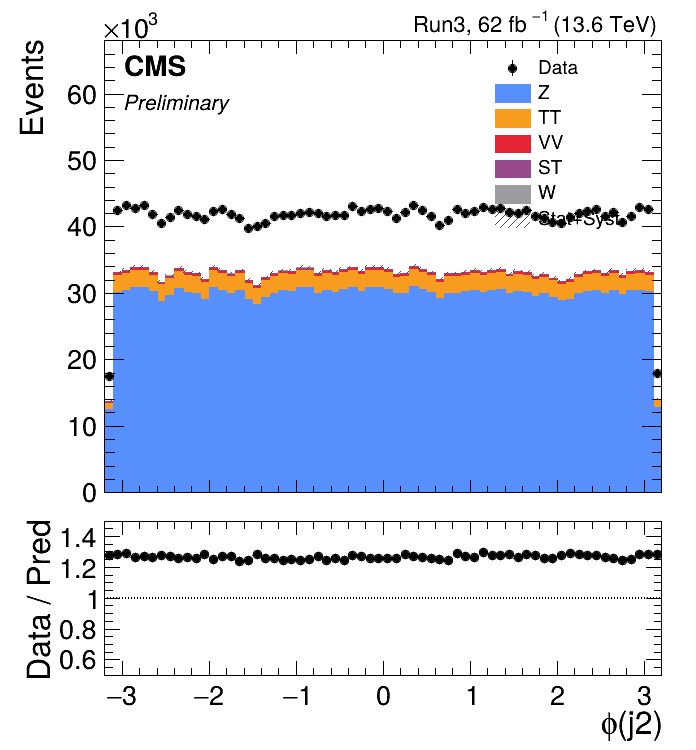 ×10³
Run3, 62 fb ⁻¹ (13.6 TeV)
Events
CMS
Preliminary
Data
Z
TT
VV
ST
W
Stat+Syst
60
50
40
30
20
10
0
Data / Pred
1.4
1.2
1
0.8
0.6
−3 −2 −1 0 1 2 3
ϕ(j2)